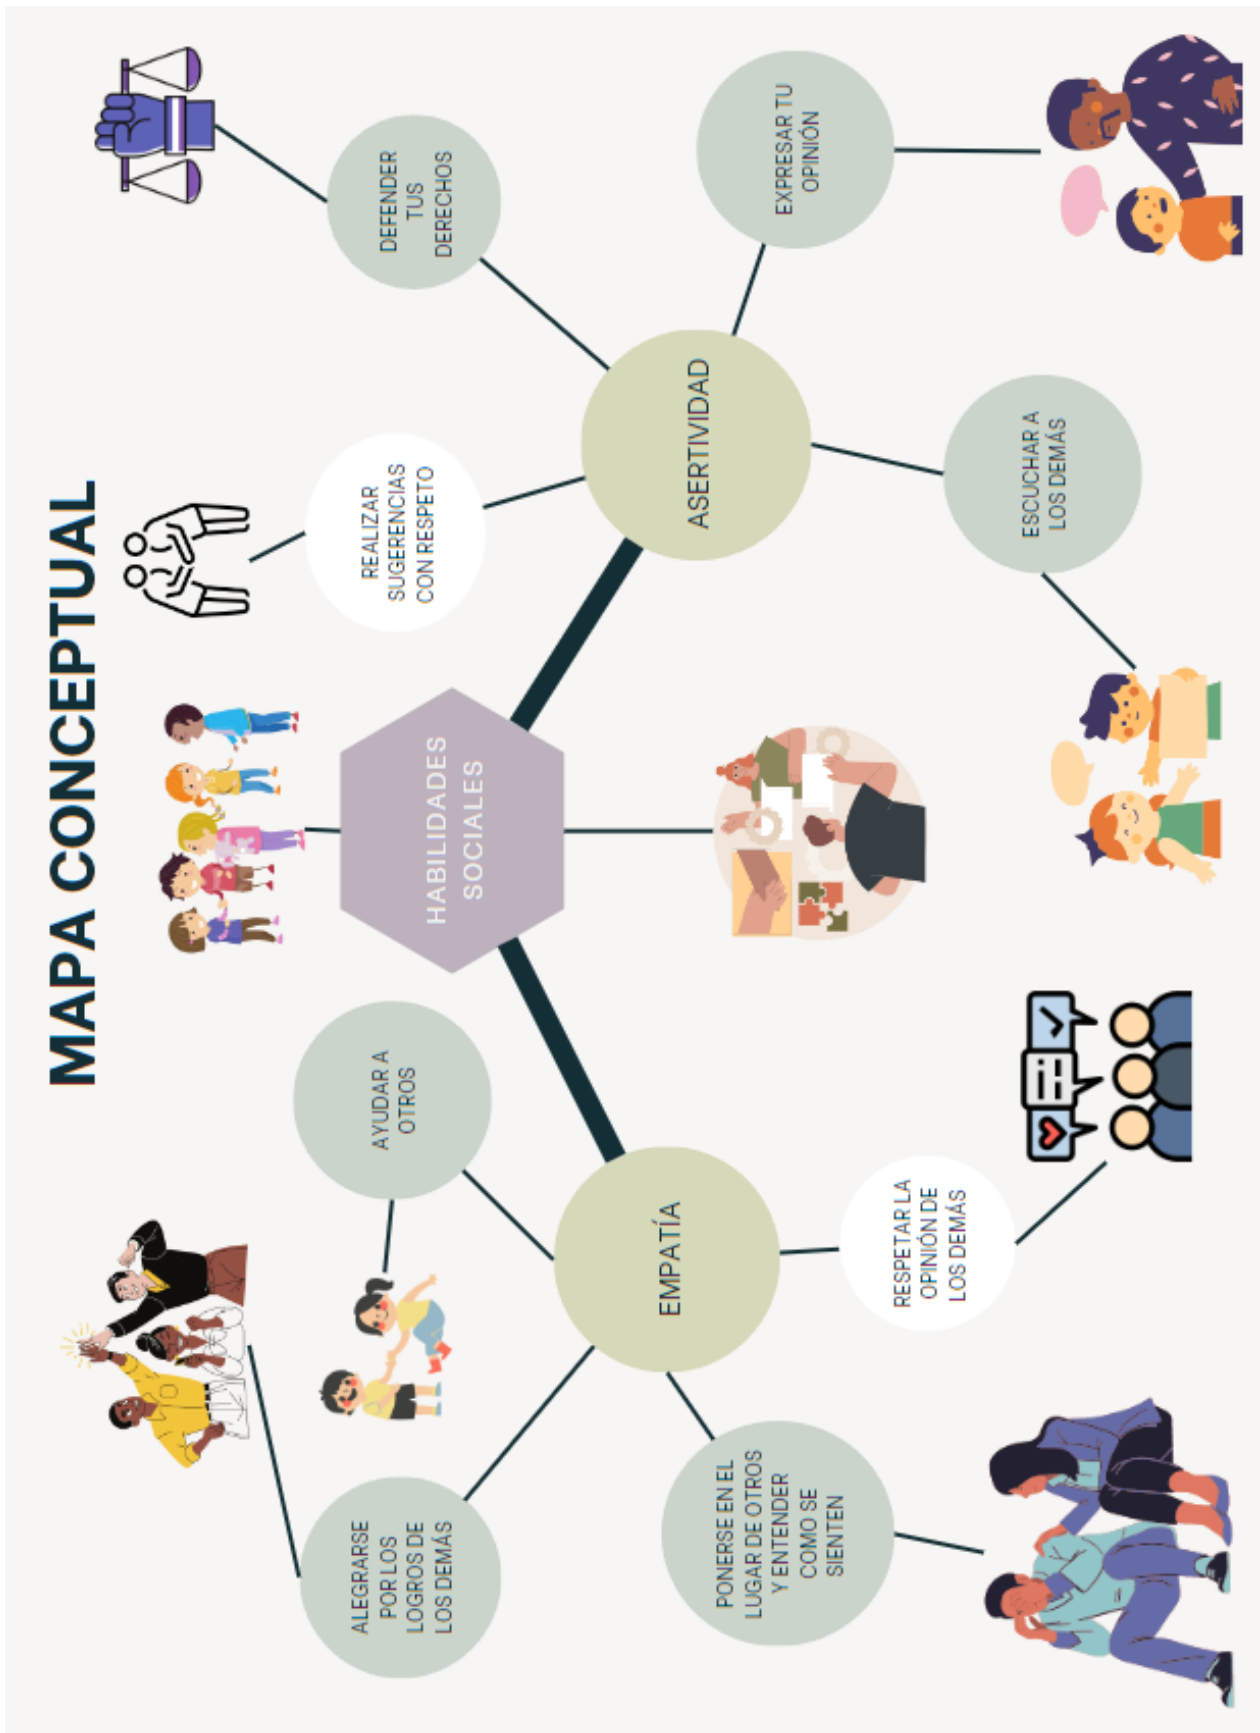 MAPA CONCEPTUAL
HABILIDADES
SOCIALES
EMPATÍA
ALEGRARSE
POR LOS
LOGROS DE
LOS DEMÁS
AYUDAR A
OTROS
PONERSE EN EL
LUGAR DE OTROS
Y ENTENDER
COMO SE
SIENTEN
RESPETAR LA
OPINIÓN DE
LOS DEMÁS
ASERTIVIDAD
REALIZAR
SUGERENCIAS
CON RESPETO
DEFENDER
TUS
DERECHOS
EXPRESAR TU
OPINIÓN
ESCUCHAR A
LOS DEMÁS